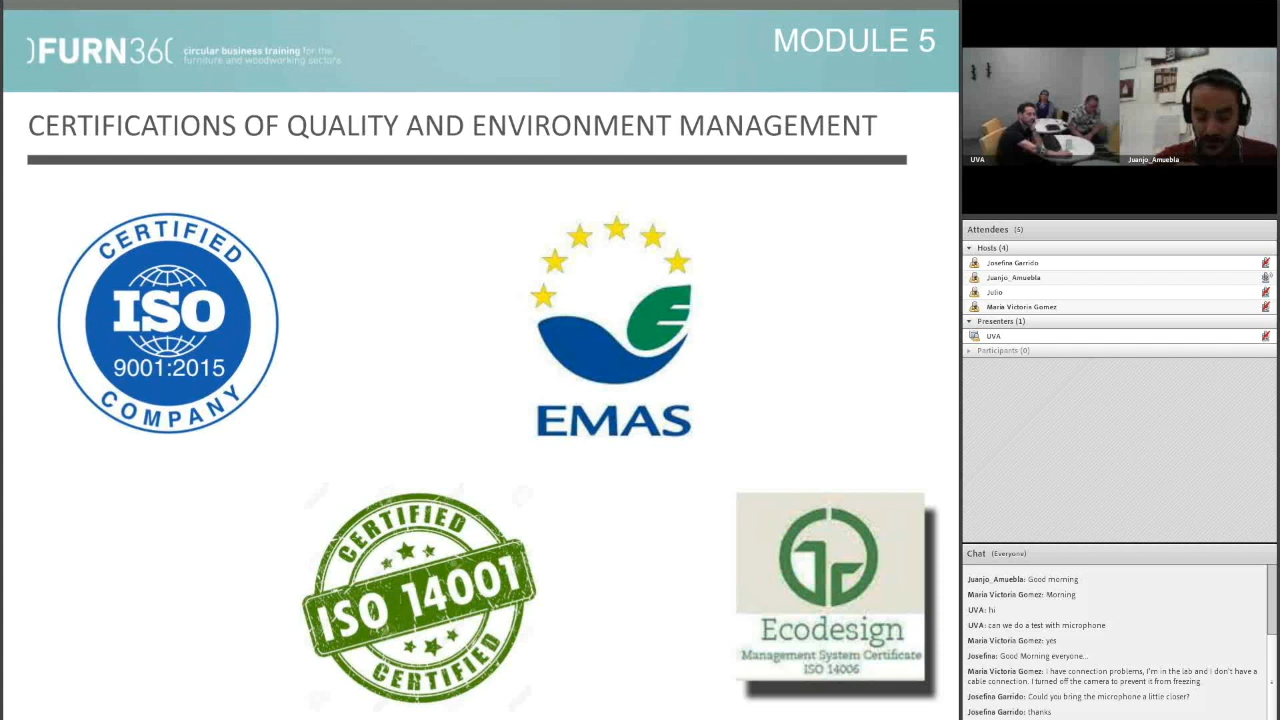 FURN36(
circular business training for the
furniture and woodworking sectors
MODULE 5
CERTIFICATIONS OF QUALITY AND ENVIRONMENT MANAGEMENT
CERTIFIED
ISO
9001:2015
COMPANY
EMAS
CERTIFIED
ISO 14001
CERTIFIED
Ecodesign
Management System Certificate
ISO 14006
UVA
Juanjo_Amuebla
Attendees (5)
Hosts (4)
Josefina Garrido
Juanjo_Amuebla
Julio
Maria Victoria Gomez
Presenters (1)
UVA
Participants (0)
Chat (Everyone)
Juanjo_Amuebla: Good morning
Maria Victoria Gomez: Morning
UVA: hi
UVA: can we do a test with microphone
Maria Victoria Gomez: yes
Josefina: Good Morning everyone...
Maria Victoria Gomez: I have connection problems, I'm in the lab and I don't have a
cable connection. I turned off the camera to prevent it from freezing
Josefina Garrido: Could you bring the microphone a little closer?
Josefina Garrido: thanks